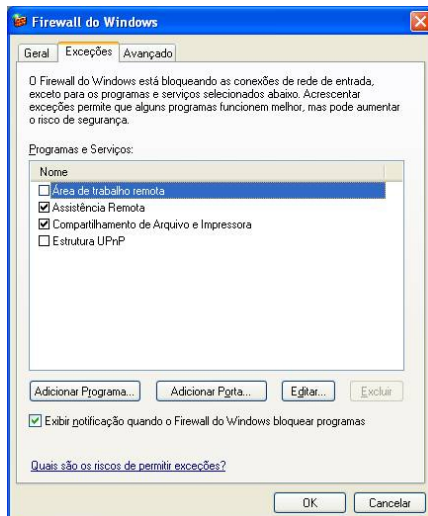 Firewall do Windows
Geral Exceções Avançado
O Firewall do Windows está bloqueando as conexões de rede de entrada,
exceto para os programas e serviços selecionados abaixo. Acrescentar
exceções permite que alguns programas funcionem melhor, mas pode aumentar
o risco de segurança.
Programas e Serviços:
Nome
Área de trabalho remota
Assistência Remota
Compartilhamento de Arquivo e Impressora
Estrutura UPnP
Adicionar Programa... Adicionar Porta... Editar... Excluir
Exibir notificação quando o Firewall do Windows bloquear programas
Quais são os riscos de permitir exceções?
OK Cancelar